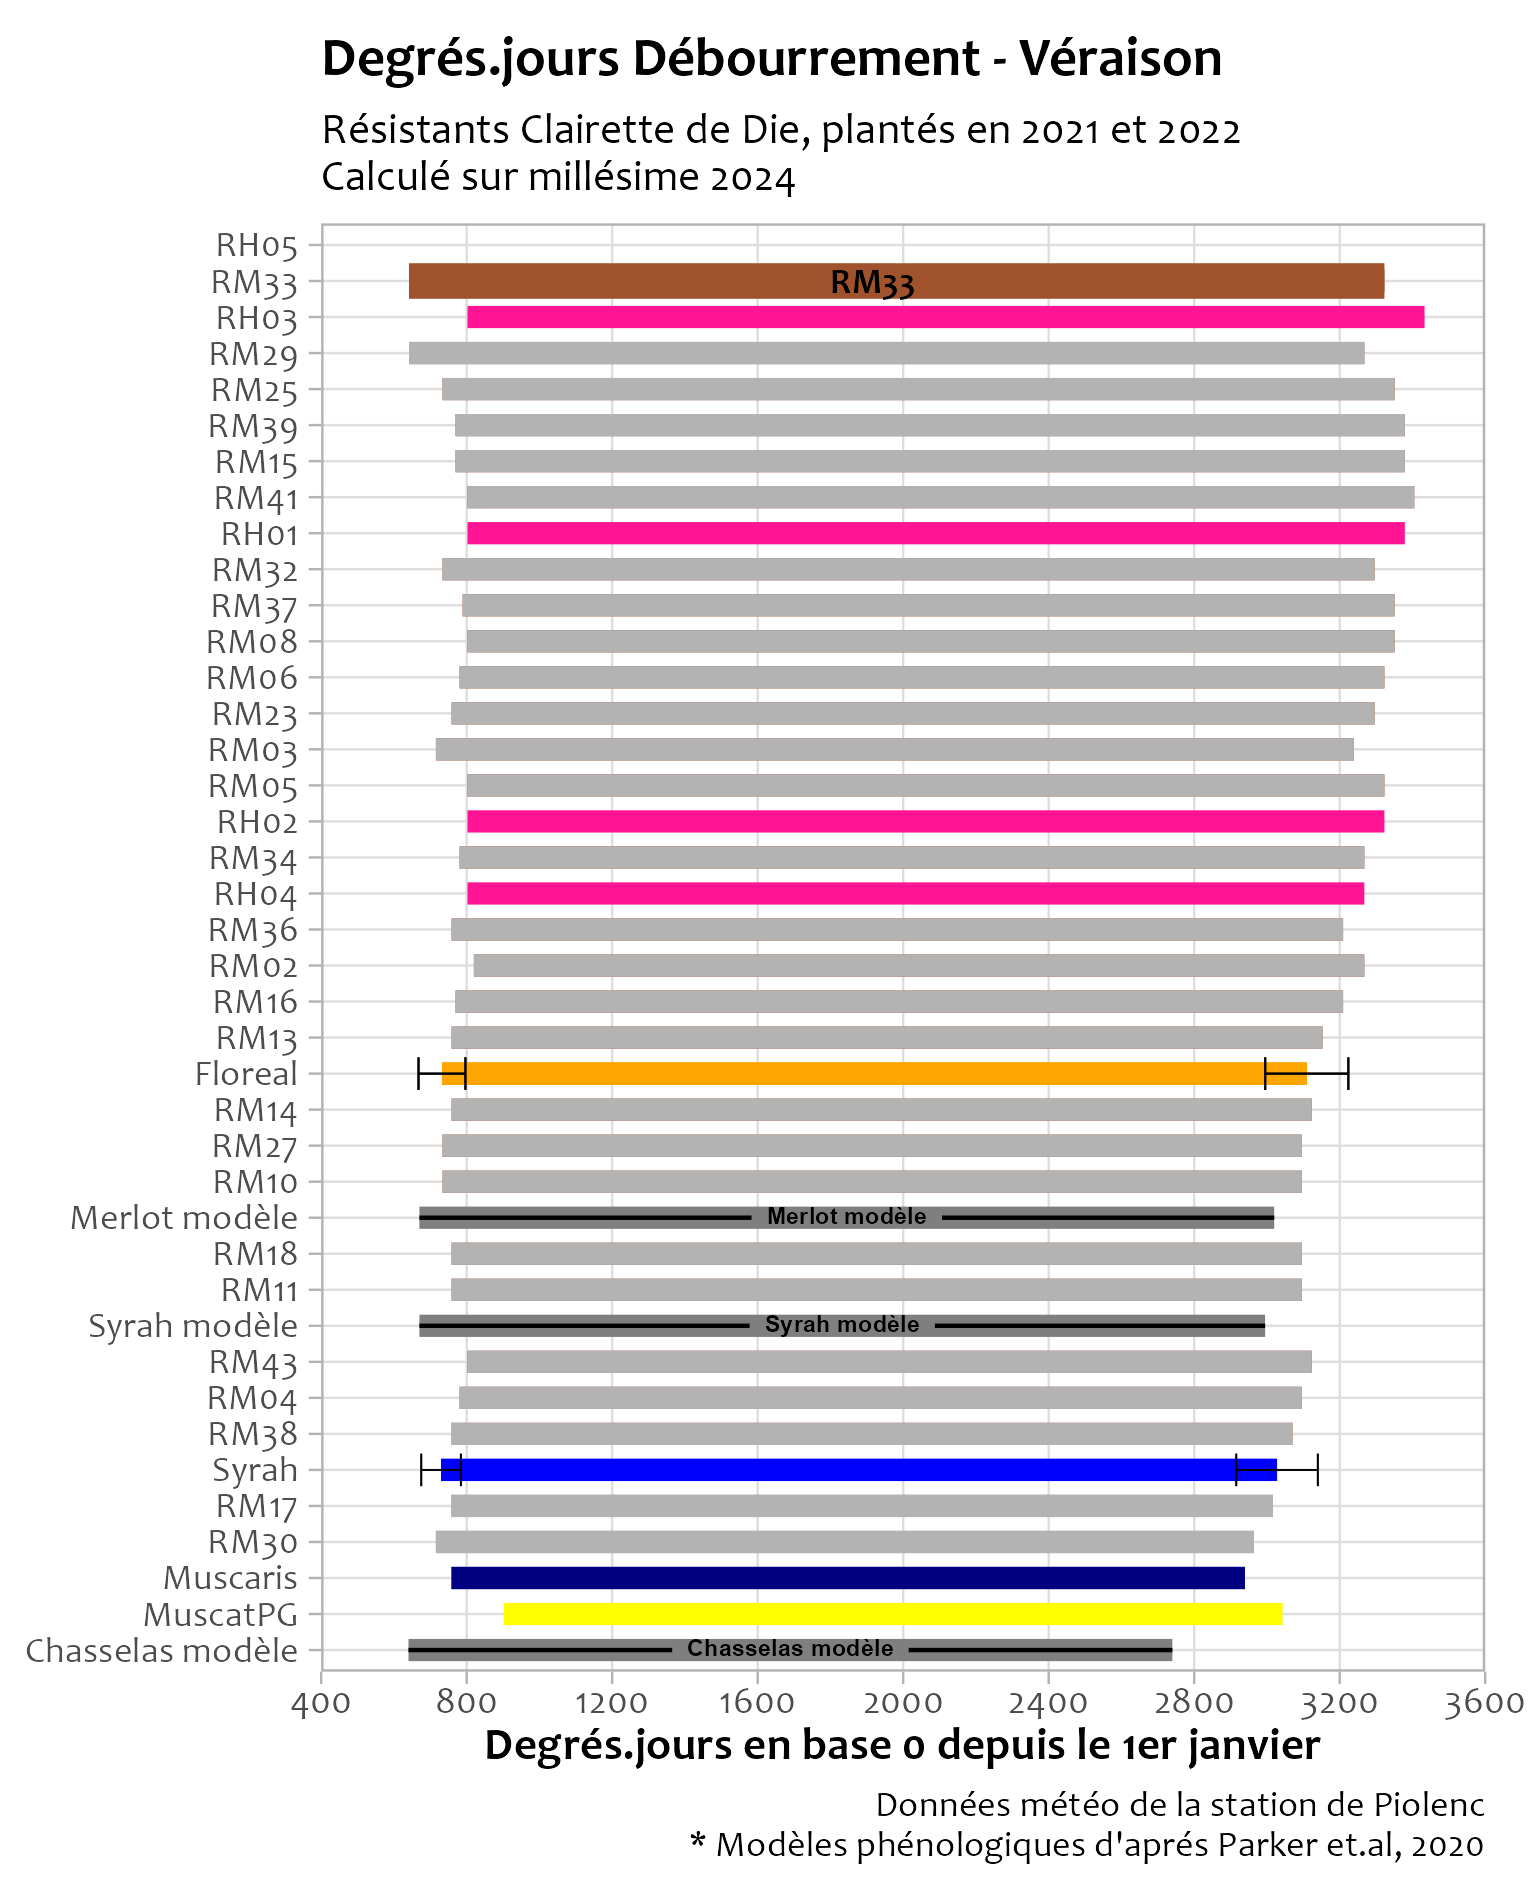 Degrés.jours Débourrement - Véraison
Résistants Clairette de Die, plantés en 2021 et 2022
Calculé sur millésime 2024
RH05
RM33
RM33
RH03
RM29
RM25
RM39
RM15
RM41
RH01
RM32
RM37
RM08
RM06
RM23
RM03
RM05
RH02
RM34
RH04
RM36
RM02
RM16
RM13
Floreal
RM14
RM27
RM10
Merlot modèle
Merlot modèle
RM18
RM11
Syrah modèle
Syrah modèle
RM43
RM04
RM38
Syrah
RM17
RM30
Muscaris
MuscatPG
Chasselas modèle
Chasselas modèle
400 800 1200 1600 2000 2400 2800 3200 3600
Degrés.jours en base 0 depuis le 1er janvier
Données météo de la station de Piolenc
* Modèles phénologiques d'aprés Parker et.al, 2020